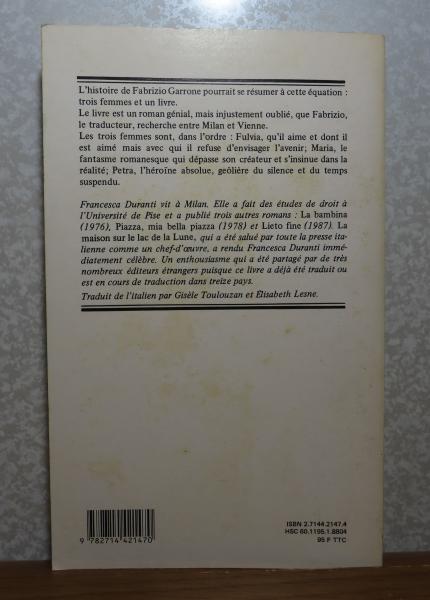 L'histoire de Fabrizio Garrone pourrait se résumer à cette équation :
trois femmes et un livre.
Le livre est un roman génial, mais injustement oublié, que Fabrizio,
le traducteur, recherche entre Milan et Vienne.
Les trois femmes sont, dans l'ordre : Fulvia, qu'il aime et dont il
est aimé mais avec qui il refuse d'envisager l'avenir; Maria, le
fantasme romanesque qui dépasse son créateur et s'insinue dans la
réalité; Petra, l'héroïne absolue, geôlière du silence et du temps
suspendu.
Francesca Duranti vit à Milan. Elle a fait des études de droit à
l'Université de Pise et a publié trois autres romans : La bambina
(1976), Piazza, mia bella piazza (1978) et Lieto fine (1987). La
maison sur le lac de la Lune, qui a été salué par toute la presse ita-
lienne comme un chef-d'œuvre, a rendu Francesca Duranti immé-
diatement célèbre. Un enthousiasme qui a été partagé par de très
nombreux éditeurs étrangers puisque ce livre a déjà été traduit ou
est en cours de traduction dans treize pays.
Traduit de l'italien par Gisèle Toulouzan et Élisabeth Lesne.
ISBN 2.7144.2147.4
HSC 60.1195.1.8804
95 F TTC
9 782714 421470